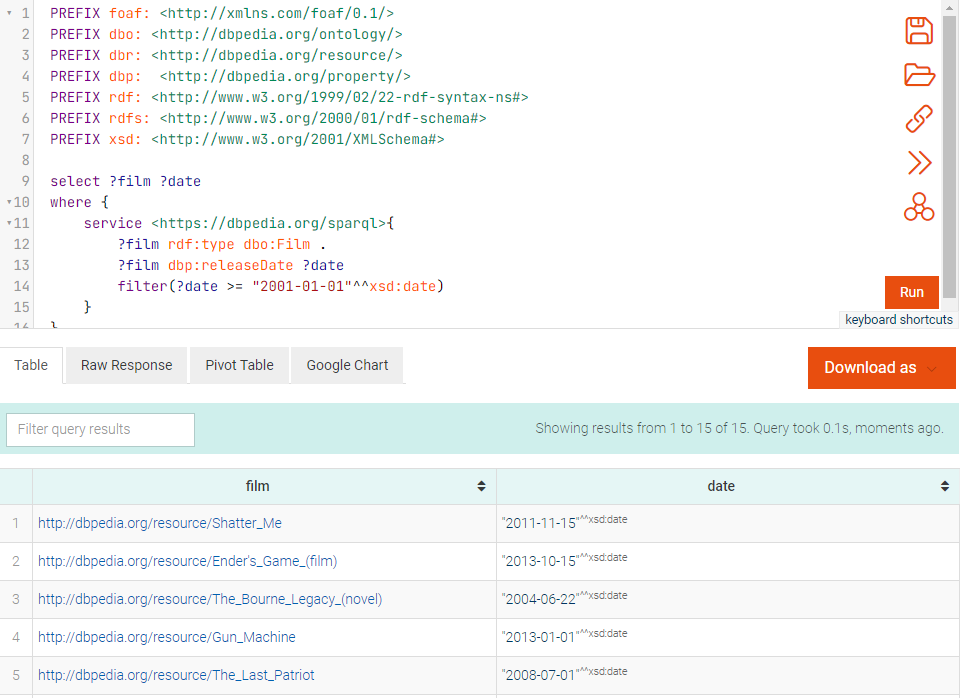 1 PREFIX foaf: <http://xmlns.com/foaf/0.1/>
2 PREFIX dbo: <http://dbpedia.org/ontology/>
3 PREFIX dbr: <http://dbpedia.org/resource/>
4 PREFIX dbp:  <http://dbpedia.org/property/>
5 PREFIX rdf: <http://www.w3.org/1999/02/22-rdf-syntax-ns#>
6 PREFIX rdfs: <http://www.w3.org/2000/01/rdf-schema#>
7 PREFIX xsd: <http://www.w3.org/2001/XMLSchema#>
8
9 select ?film ?date
10 where {
11     service <https://dbpedia.org/sparql>{
12         ?film rdf:type dbo:Film .
13         ?film dbp:releaseDate ?date
14         filter(?date >= "2001-01-01"^^xsd:date)
15     }
16 }
Run
keyboard shortcuts
Table Raw Response Pivot Table Google Chart Download as
Filter query results Showing results from 1 to 15 of 15. Query took 0.1s, moments ago.
film date
1 http://dbpedia.org/resource/Shatter_Me "2011-11-15"^^xsd:date
2 http://dbpedia.org/resource/Ender's_Game_(film) "2013-10-15"^^xsd:date
3 http://dbpedia.org/resource/The_Bourne_Legacy_(novel) "2004-06-22"^^xsd:date
4 http://dbpedia.org/resource/Gun_Machine "2013-01-01"^^xsd:date
5 http://dbpedia.org/resource/The_Last_Patriot "2008-07-01"^^xsd:date